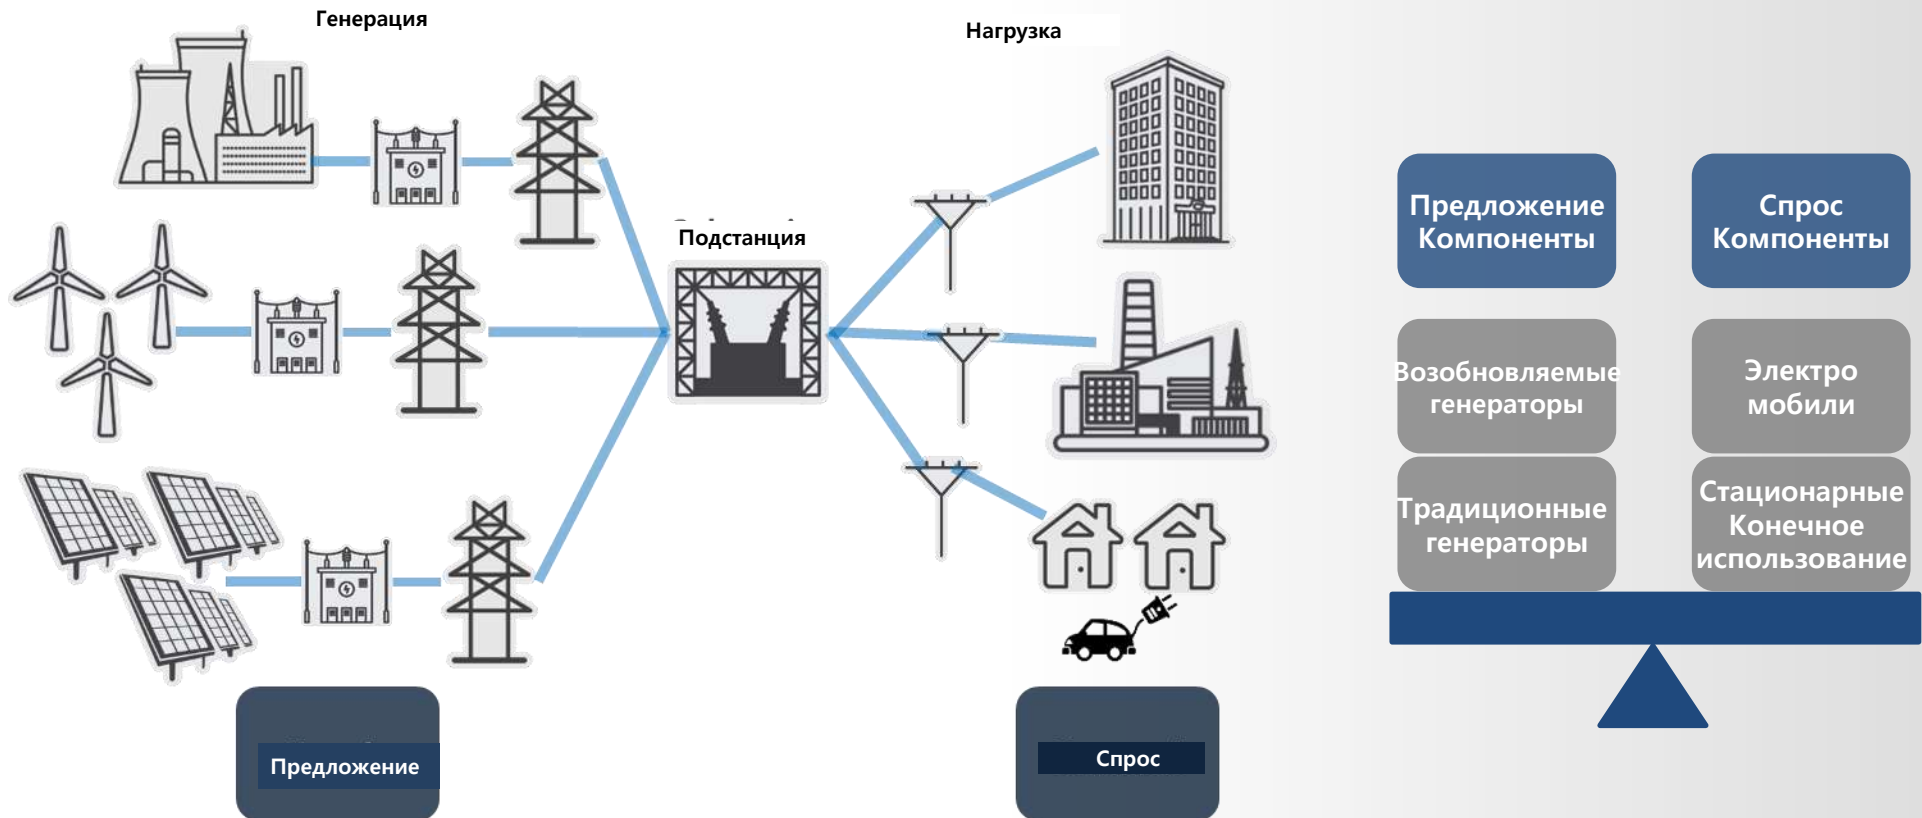 Генерация
Нагрузка
Подстанция
Предложение
Спрос
Предложение
Компоненты
Спрос
Компоненты
Возобновляемые
генераторы
Электро
мобили
Традиционные
генераторы
Стационарные
Конечное
использование